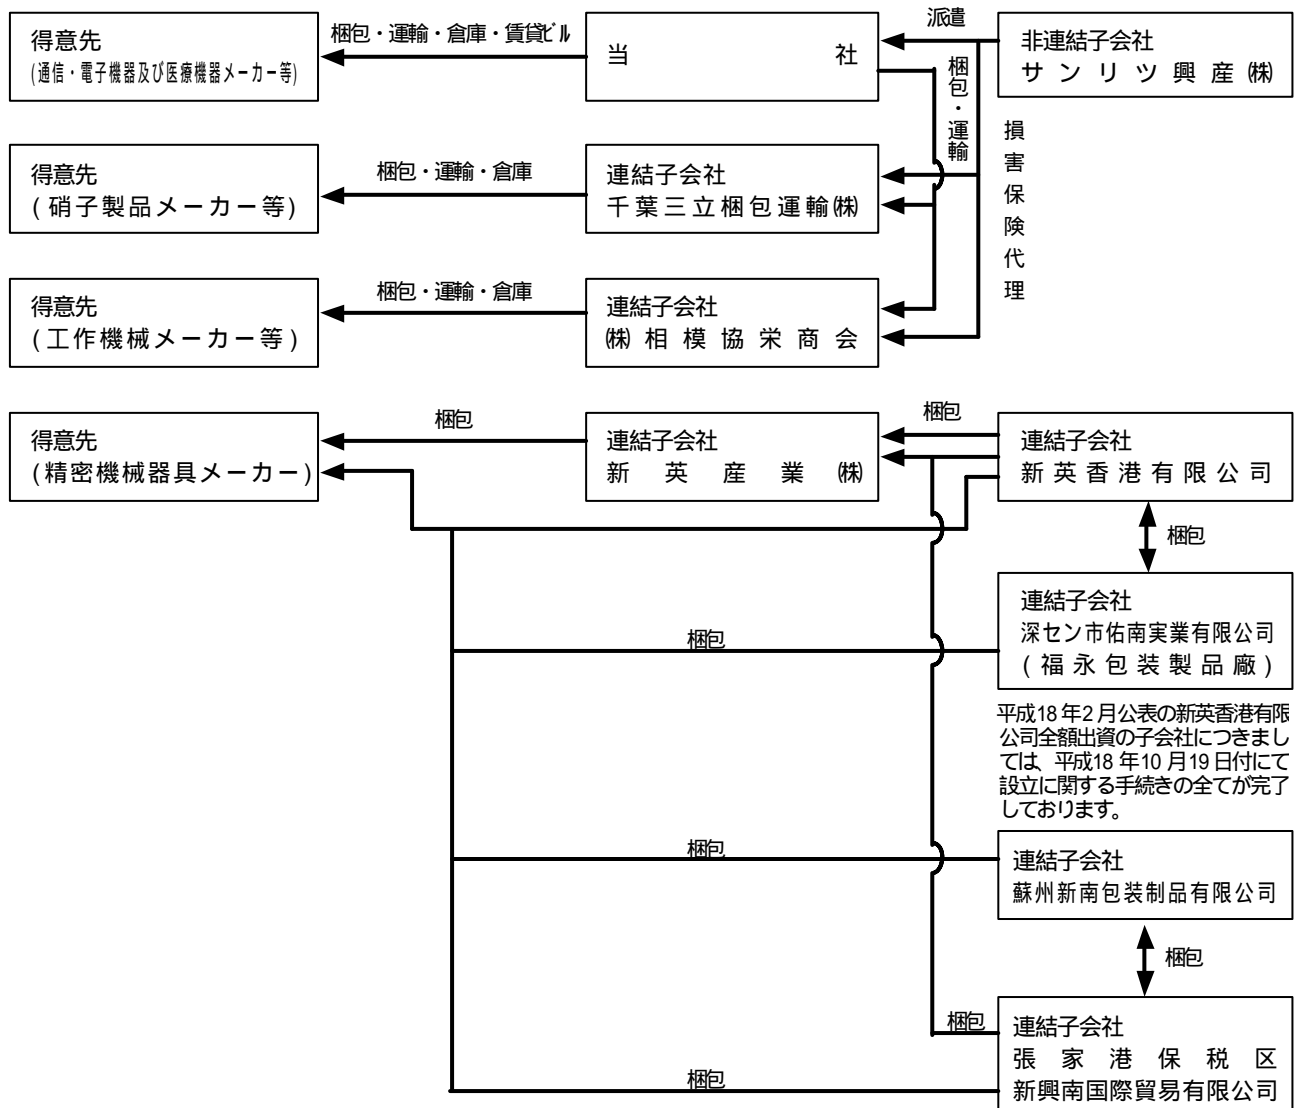 得意先
(通信・電子機器及び医療機器メーカー等)
梱包・運輸・倉庫・賃貸ビル
当社
派遣
非連結子会社
サンリツ興産(株)
梱包・運輸
損害保険代理
得意先
(硝子製品メーカー等)
梱包・運輸・倉庫
連結子会社
千葉三立梱包運輸(株)
得意先
(工作機械メーカー等)
梱包・運輸・倉庫
連結子会社
(株)相模協栄商会
得意先
(精密機械器具メーカー)
梱包
連結子会社
新英産業(株)
梱包
連結子会社
新英香港有限公司
梱包
梱包
連結子会社
深セン市佑南実業有限公司
(福永包装製品廠)
平成18年2月公表の新英香港有限
公司全額出資の子会社につきまし
ては、平成18年10月19日付にて
設立に関する手続きの全てが完了
しております。
梱包
連結子会社
蘇州新南包装制品有限公司
梱包
梱包
連結子会社
張家港保税区
新興南国際貿易有限公司
梱包